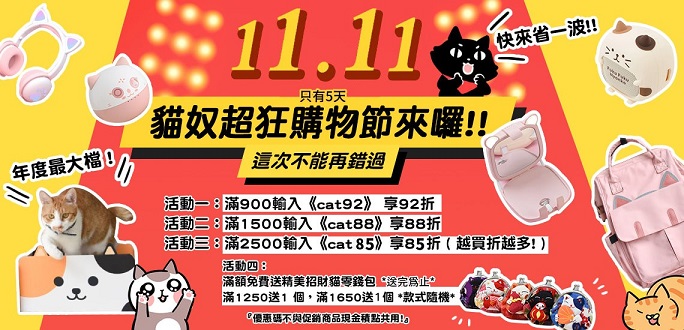 11.11
快來省一波!!
只有5天
貓奴超狂購物節來囉!!
這次不能再錯過
年度最大檔！
活動一：滿900輸入《cat92》 享92折
活動二：滿1500輸入《cat88》享88折
活動三：滿2500輸入《cat85》享85折（越買折越多!）
活動四：
滿額免費送精美招財貓零錢包 *送完為止*
滿1250送1個，滿1650送1個 *款式隨機*
『優惠碼不與促銷商品現金積點共用!』